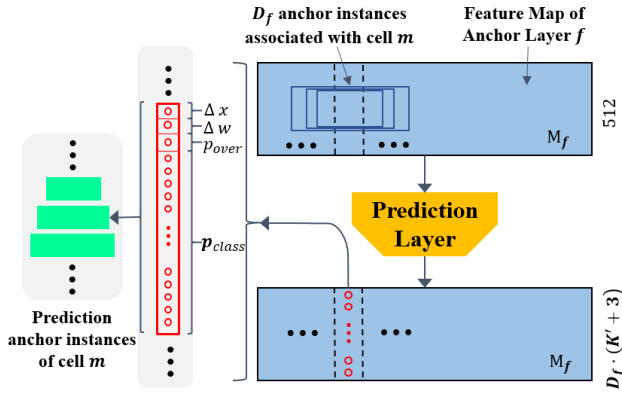 D_f anchor instances
associated with cell m
Feature Map of
Anchor Layer f
Δ x
Δ w
p_over
p_class
M_f
512
Prediction
Layer
Prediction
anchor instances
of cell m
M_f
D_f · (K′ + 3)